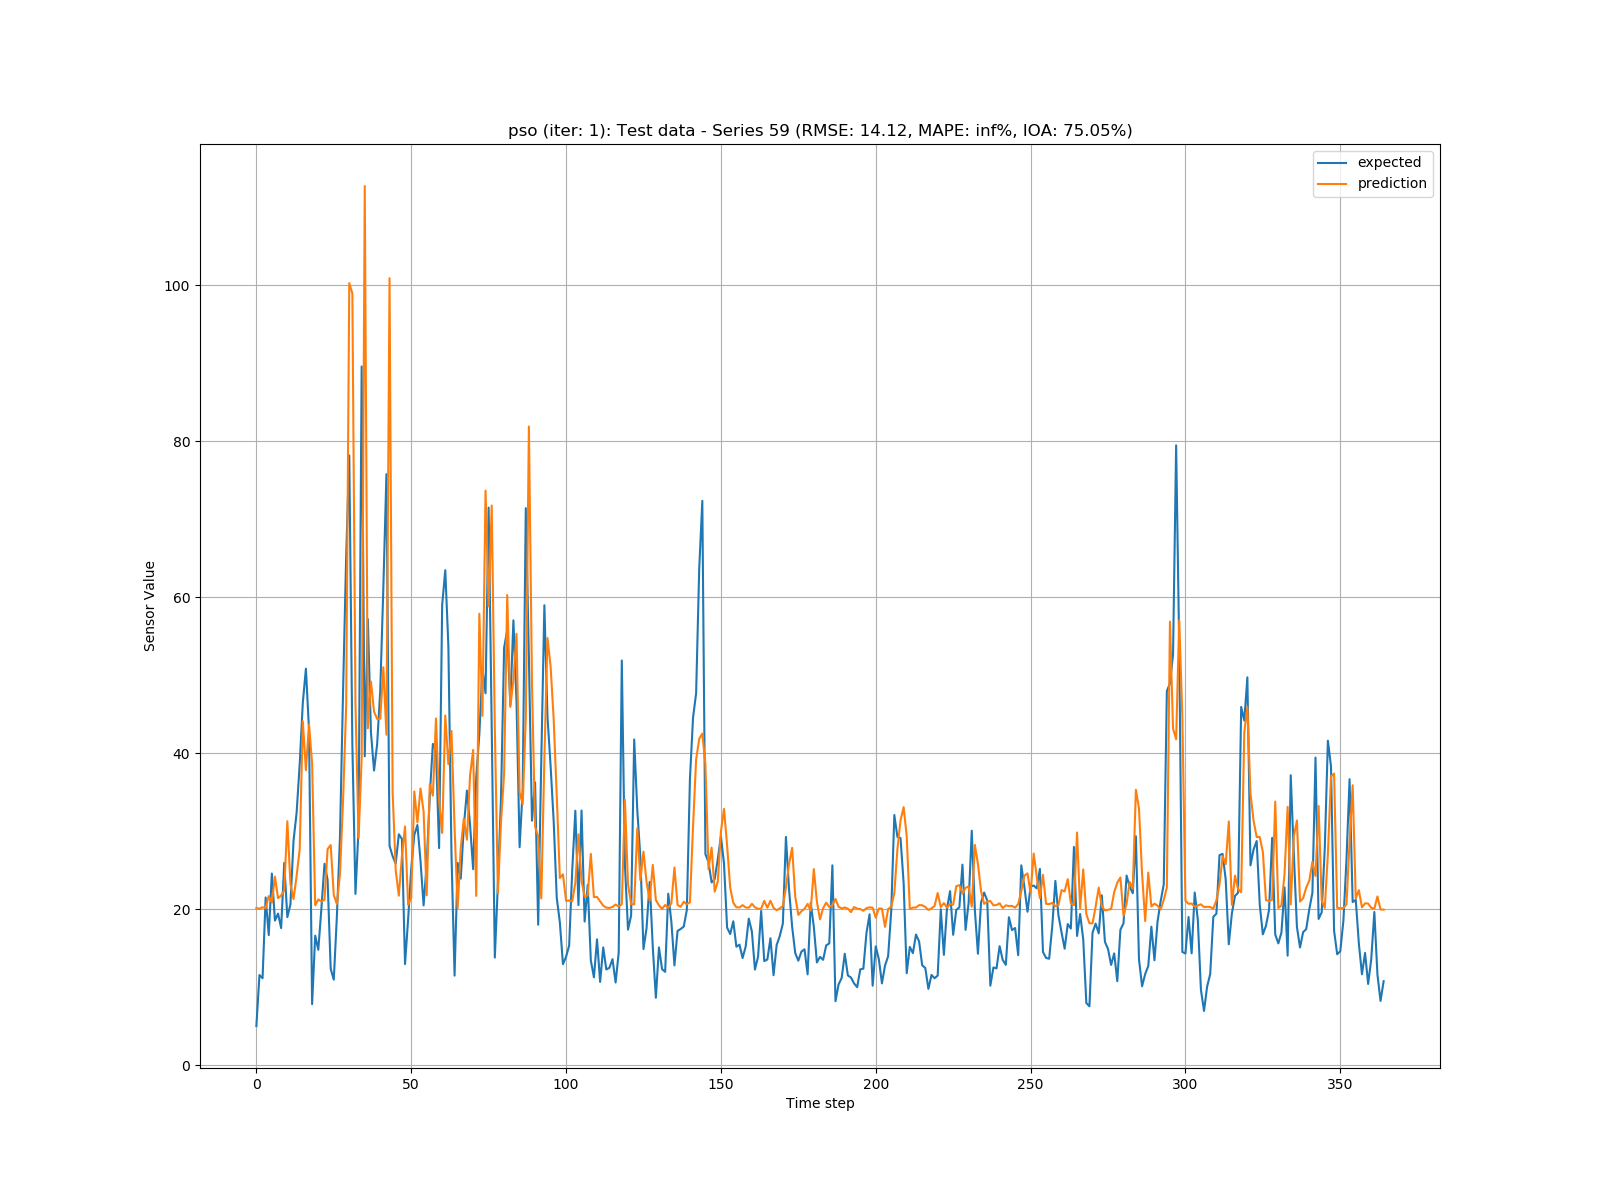 pso (iter: 1): Test data - Series 59 (RMSE: 14.12, MAPE: inf%, IOA: 75.05%)
expected
prediction
100
80
60
40
20
0
Sensor Value
0 50 100 150 200 250 300 350
Time step